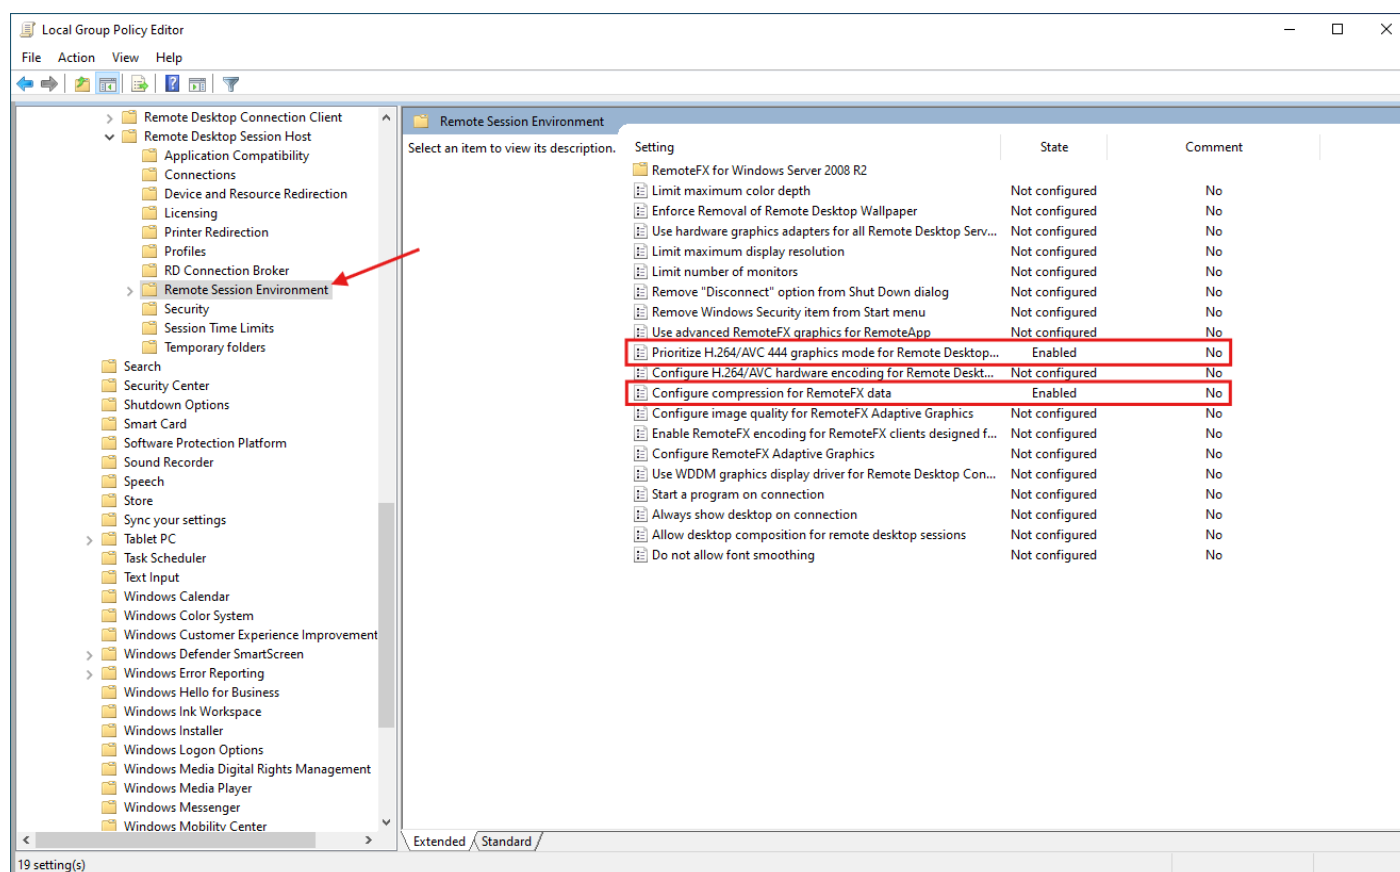 Local Group Policy Editor
File Action View Help
Remote Desktop Connection Client
Remote Desktop Session Host
Application Compatibility
Connections
Device and Resource Redirection
Licensing
Printer Redirection
Profiles
RD Connection Broker
Remote Session Environment
Security
Session Time Limits
Temporary folders
Search
Security Center
Shutdown Options
Smart Card
Software Protection Platform
Sound Recorder
Speech
Store
Sync your settings
Tablet PC
Task Scheduler
Text Input
Windows Calendar
Windows Color System
Windows Customer Experience Improvement
Windows Defender SmartScreen
Windows Error Reporting
Windows Hello for Business
Windows Ink Workspace
Windows Installer
Windows Logon Options
Windows Media Digital Rights Management
Windows Media Player
Windows Messenger
Windows Mobility Center
Remote Session Environment
Select an item to view its description.
Setting State Comment
RemoteFX for Windows Server 2008 R2
Limit maximum color depth Not configured No
Enforce Removal of Remote Desktop Wallpaper Not configured No
Use hardware graphics adapters for all Remote Desktop Serv... Not configured No
Limit maximum display resolution Not configured No
Limit number of monitors Not configured No
Remove "Disconnect" option from Shut Down dialog Not configured No
Remove Windows Security item from Start menu Not configured No
Use advanced RemoteFX graphics for RemoteApp Not configured No
Prioritize H.264/AVC 444 graphics mode for Remote Desktop... Enabled No
Configure H.264/AVC hardware encoding for Remote Deskt... Not configured No
Configure compression for RemoteFX data Enabled No
Configure image quality for RemoteFX Adaptive Graphics Not configured No
Enable RemoteFX encoding for RemoteFX clients designed f... Not configured No
Configure RemoteFX Adaptive Graphics Not configured No
Use WDDM graphics display driver for Remote Desktop Con... Not configured No
Start a program on connection Not configured No
Always show desktop on connection Not configured No
Allow desktop composition for remote desktop sessions Not configured No
Do not allow font smoothing Not configured No
Extended Standard
19 setting(s)